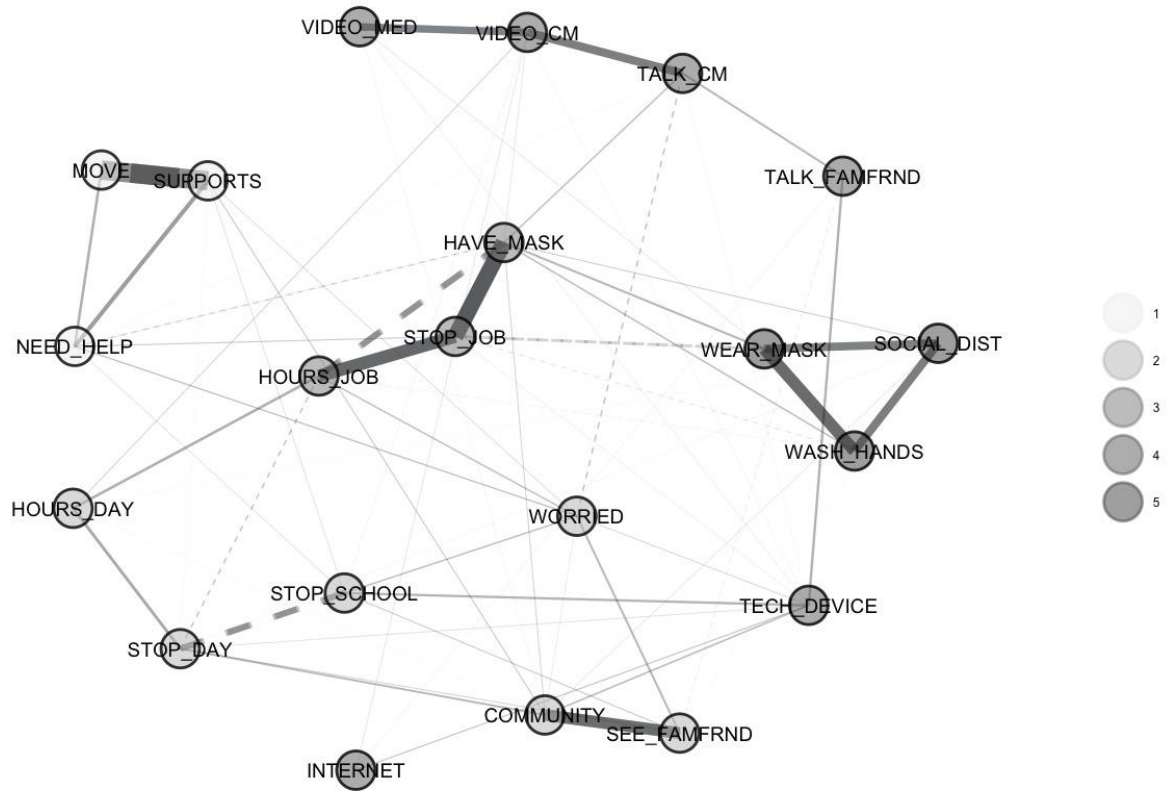 VIDEO_MED
VIDEO_CM
TALK_CM
MOVE
SUPPORTS
TALK_FAMFRND
HAVE_MASK
1
NEED_HELP
STOP_JOB
WEAR_MASK
SOCIAL_DIST
2
HOURS_JOB
3
WASH_HANDS
4
HOURS_DAY
WORRIED
5
STOP_SCHOOL
TECH_DEVICE
STOP_DAY
COMMUNITY
SEE_FAMFRND
INTERNET